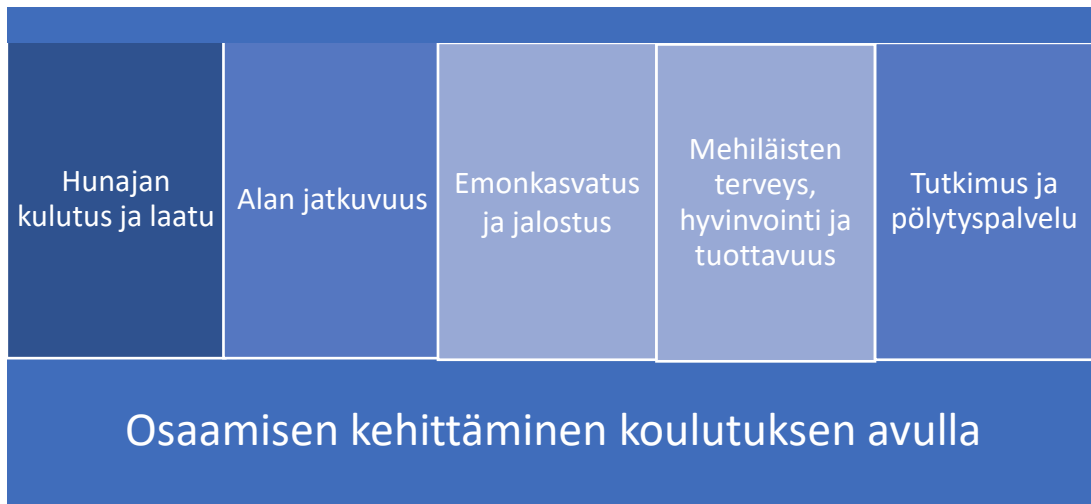 Hunajan
kulutus ja laatu
Alan jatkuvuus
Emonkasvatus
ja jalostus
Mehiläisten
terveys,
hyvinvointi ja
tuottavuus
Tutkimus ja
pölytyspalvelu
Osaamisen kehittäminen koulutuksen avulla